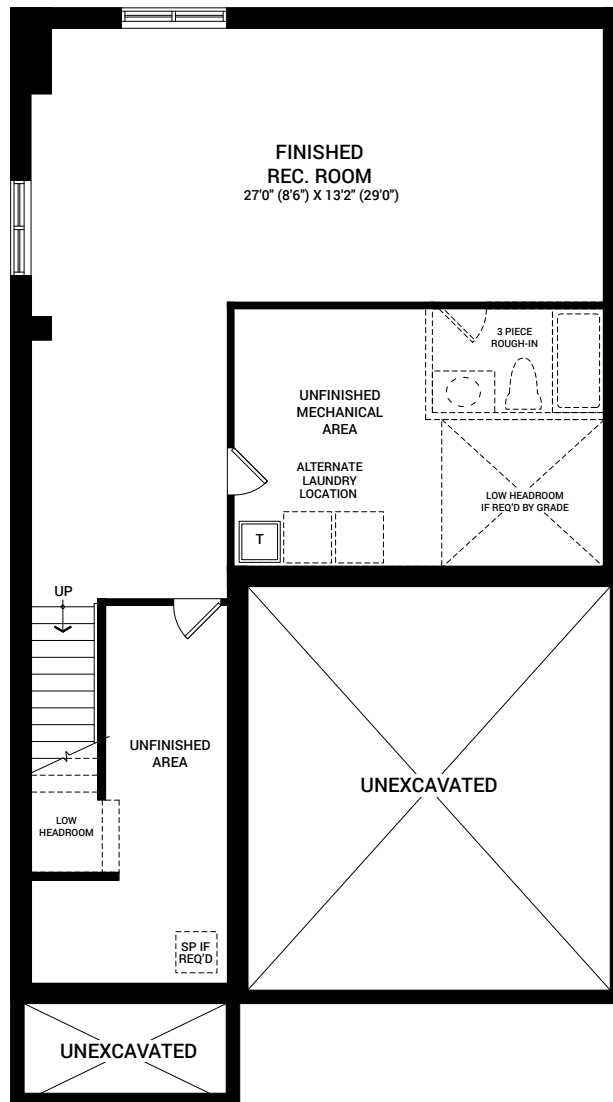 FINISHED
REC. ROOM
27'0" (8'6") X 13'2" (29'0")
3 PIECE
ROUGH-IN
UNFINISHED
MECHANICAL
AREA
ALTERNATE
LAUNDRY
LOCATION
LOW HEADROOM
IF REQ'D BY GRADE
T
UP
UNFINISHED
AREA
UNEXCAVATED
LOW
HEADROOM
SP IF
REQ'D
UNEXCAVATED